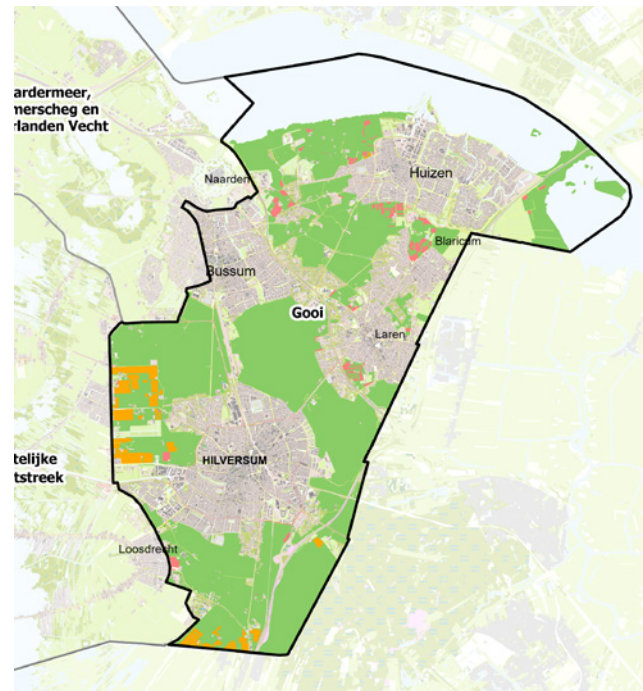 ardermeer,
merscheg en
rlanden Vecht
Naarden
Huizen
Blaricum
Bussum
Gooi
Laren
HILVERSUM
telijke
tstreek
Loosdrecht